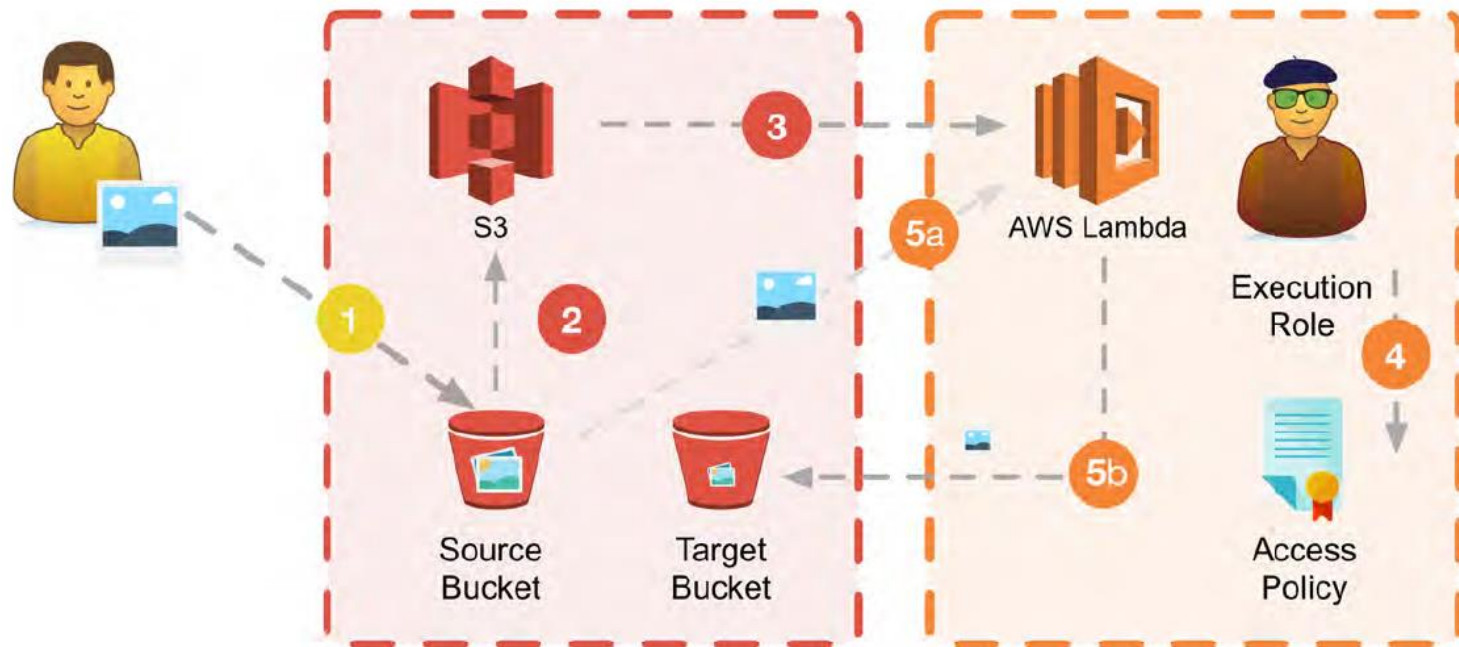 3
S3
5a
AWS Lambda
1
2
Execution
Role
4
5b
Source
Bucket
Target
Bucket
Access
Policy